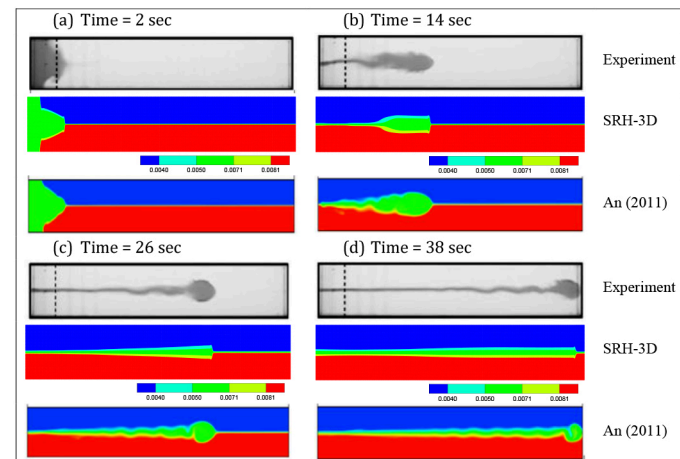 (a) Time = 2 sec
(b) Time = 14 sec
Experiment
SRH-3D
0.0040 0.0050 0.0071 0.0081
0.0040 0.0050 0.0071 0.0081
An (2011)
(c) Time = 26 sec
(d) Time = 38 sec
Experiment
SRH-3D
0.0040 0.0050 0.0071 0.0081
0.0040 0.0050 0.0071 0.0081
An (2011)